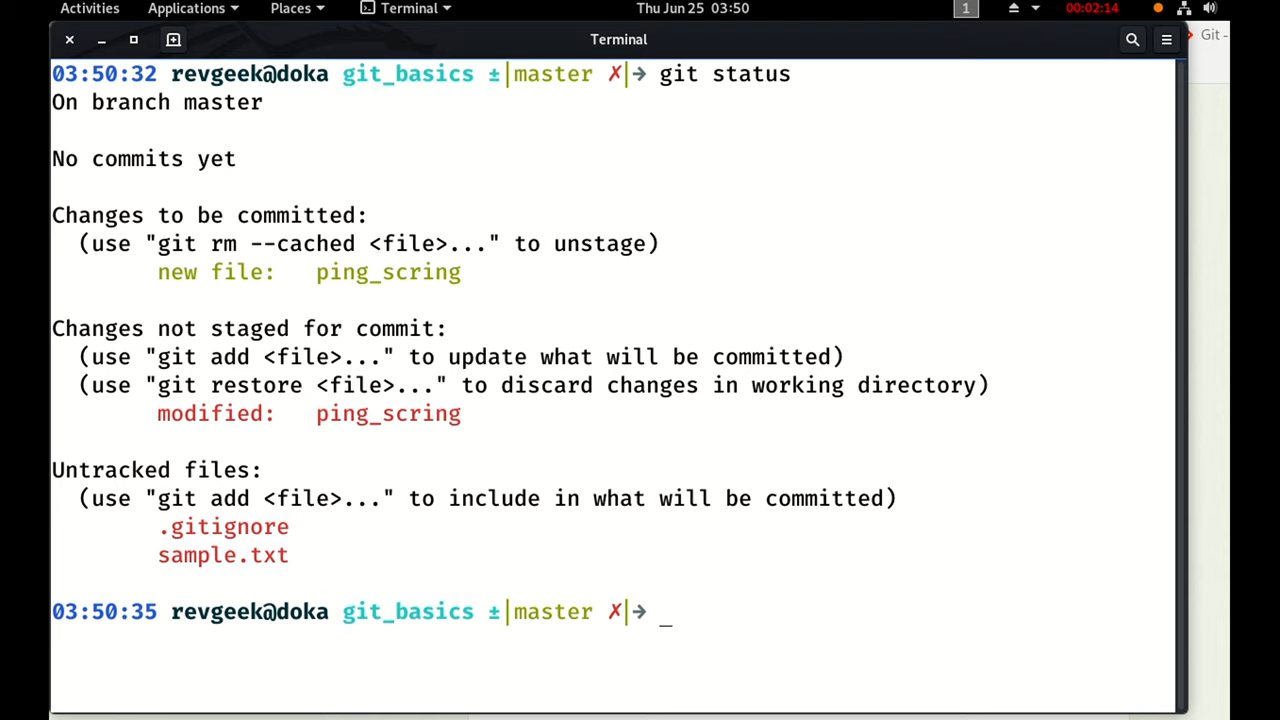 Activities Applications Places Terminal Thu Jun 25 03:50 1 00:02:14
Terminal
Git -
03:50:32 revgeek@doka git_basics ±|master ✗|→ git status
On branch master
No commits yet
Changes to be committed:
(use "git rm --cached <file>..." to unstage)
new file: ping_scring
Changes not staged for commit:
(use "git add <file>..." to update what will be committed)
(use "git restore <file>..." to discard changes in working directory)
modified: ping_scring
Untracked files:
(use "git add <file>..." to include in what will be committed)
.gitignore
sample.txt
03:50:35 revgeek@doka git_basics ±|master ✗|→ _